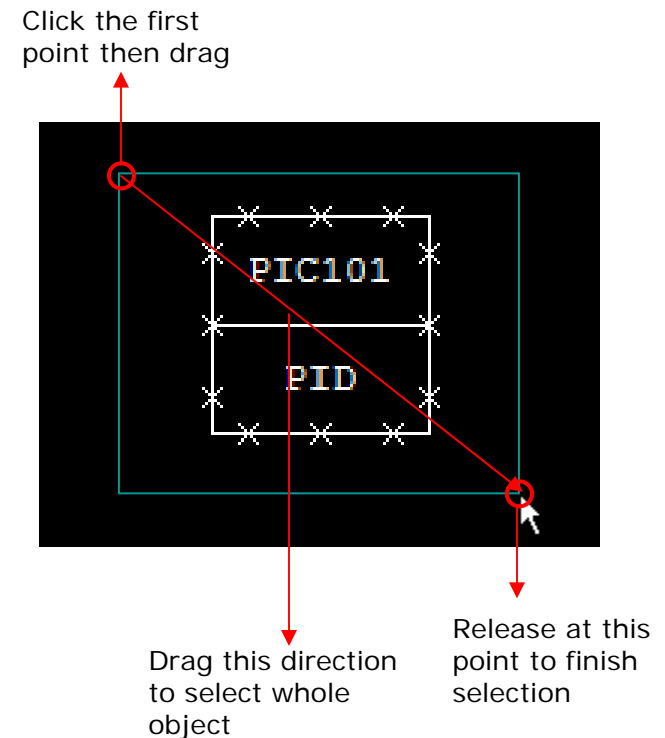 Click the first
point then drag
PIC101
PID
Drag this direction
to select whole
object
Release at this
point to finish
selection